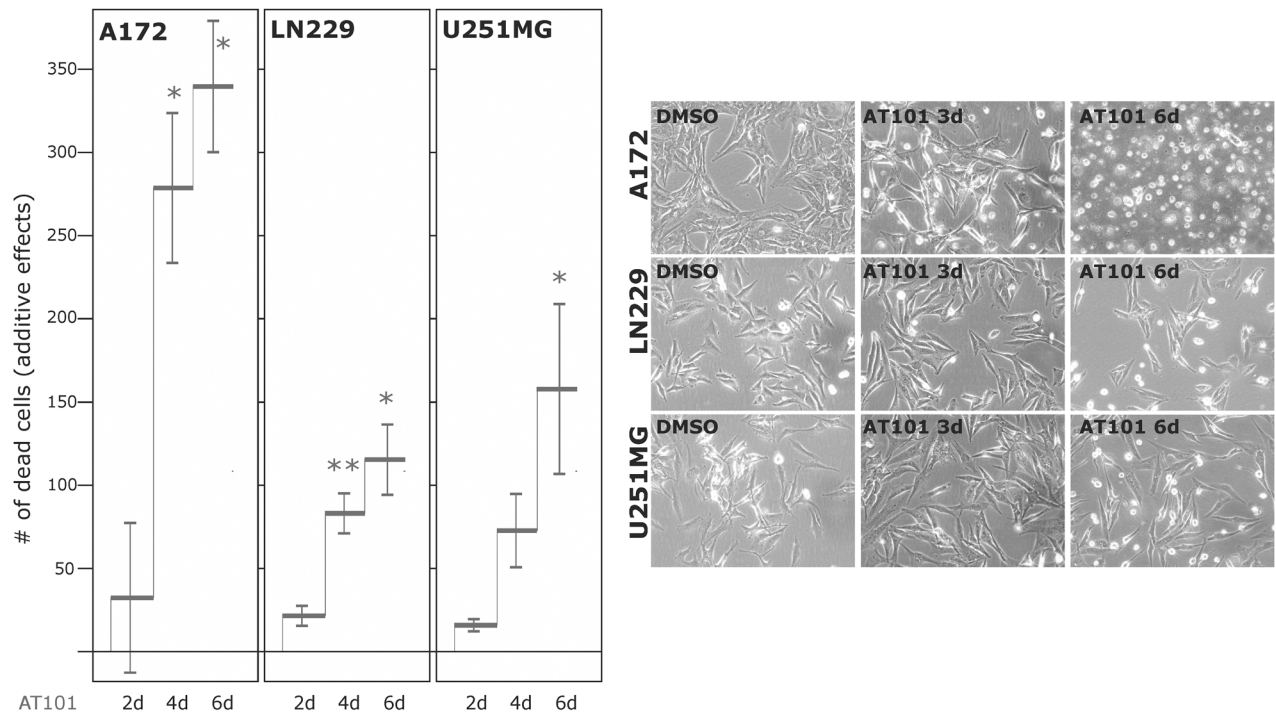 A172
LN229
U251MG
# of dead cells (additive effects)
350
300
250
200
150
100
50
*
*
**
*
*
AT101
2d 4d 6d
2d 4d 6d
2d 4d 6d
A172
DMSO
AT101 3d
AT101 6d
LN229
DMSO
AT101 3d
AT101 6d
U251MG
DMSO
AT101 3d
AT101 6d